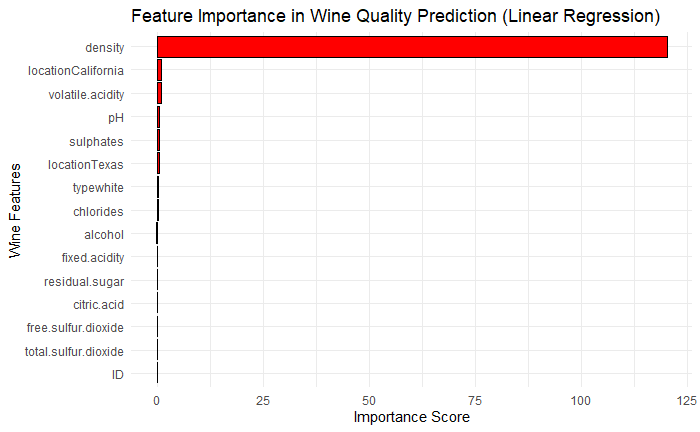 Feature Importance in Wine Quality Prediction (Linear Regression)
Wine Features
density
locationCalifornia
volatile.acidity
pH
sulphates
locationTexas
typewhite
chlorides
alcohol
fixed.acidity
residual.sugar
citric.acid
free.sulfur.dioxide
total.sulfur.dioxide
ID
0 25 50 75 100 125
Importance Score